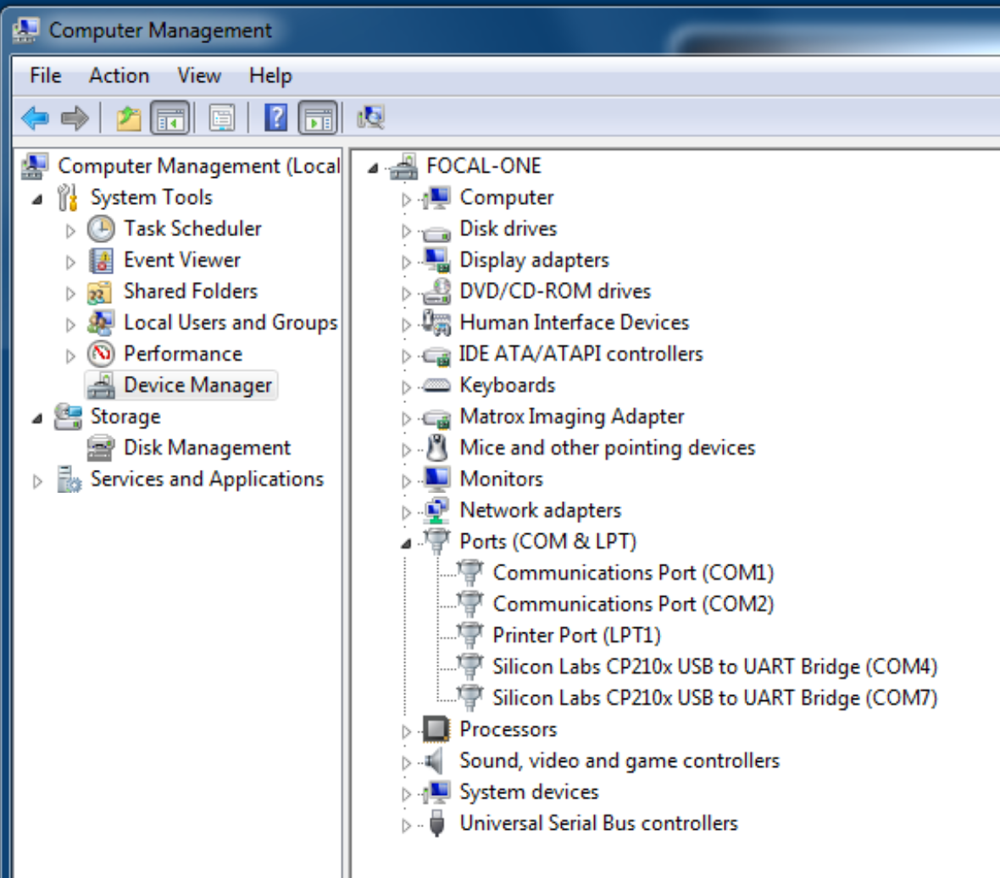 Computer Management
File Action View Help
Computer Management (Local
System Tools
Task Scheduler
Event Viewer
Shared Folders
Local Users and Groups
Performance
Device Manager
Storage
Disk Management
Services and Applications
FOCAL-ONE
Computer
Disk drives
Display adapters
DVD/CD-ROM drives
Human Interface Devices
IDE ATA/ATAPI controllers
Keyboards
Matrox Imaging Adapter
Mice and other pointing devices
Monitors
Network adapters
Ports (COM & LPT)
Communications Port (COM1)
Communications Port (COM2)
Printer Port (LPT1)
Silicon Labs CP210x USB to UART Bridge (COM4)
Silicon Labs CP210x USB to UART Bridge (COM7)
Processors
Sound, video and game controllers
System devices
Universal Serial Bus controllers